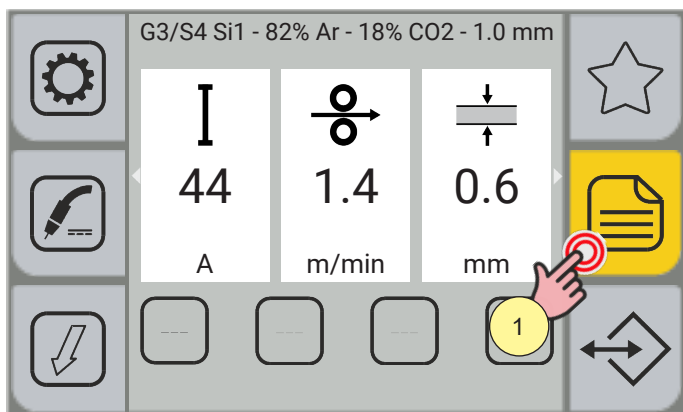 G3/S4 Si1 - 82% Ar - 18% CO2 - 1.0 mm
44 1.4 0.6
A m/min mm
--- --- ---
1